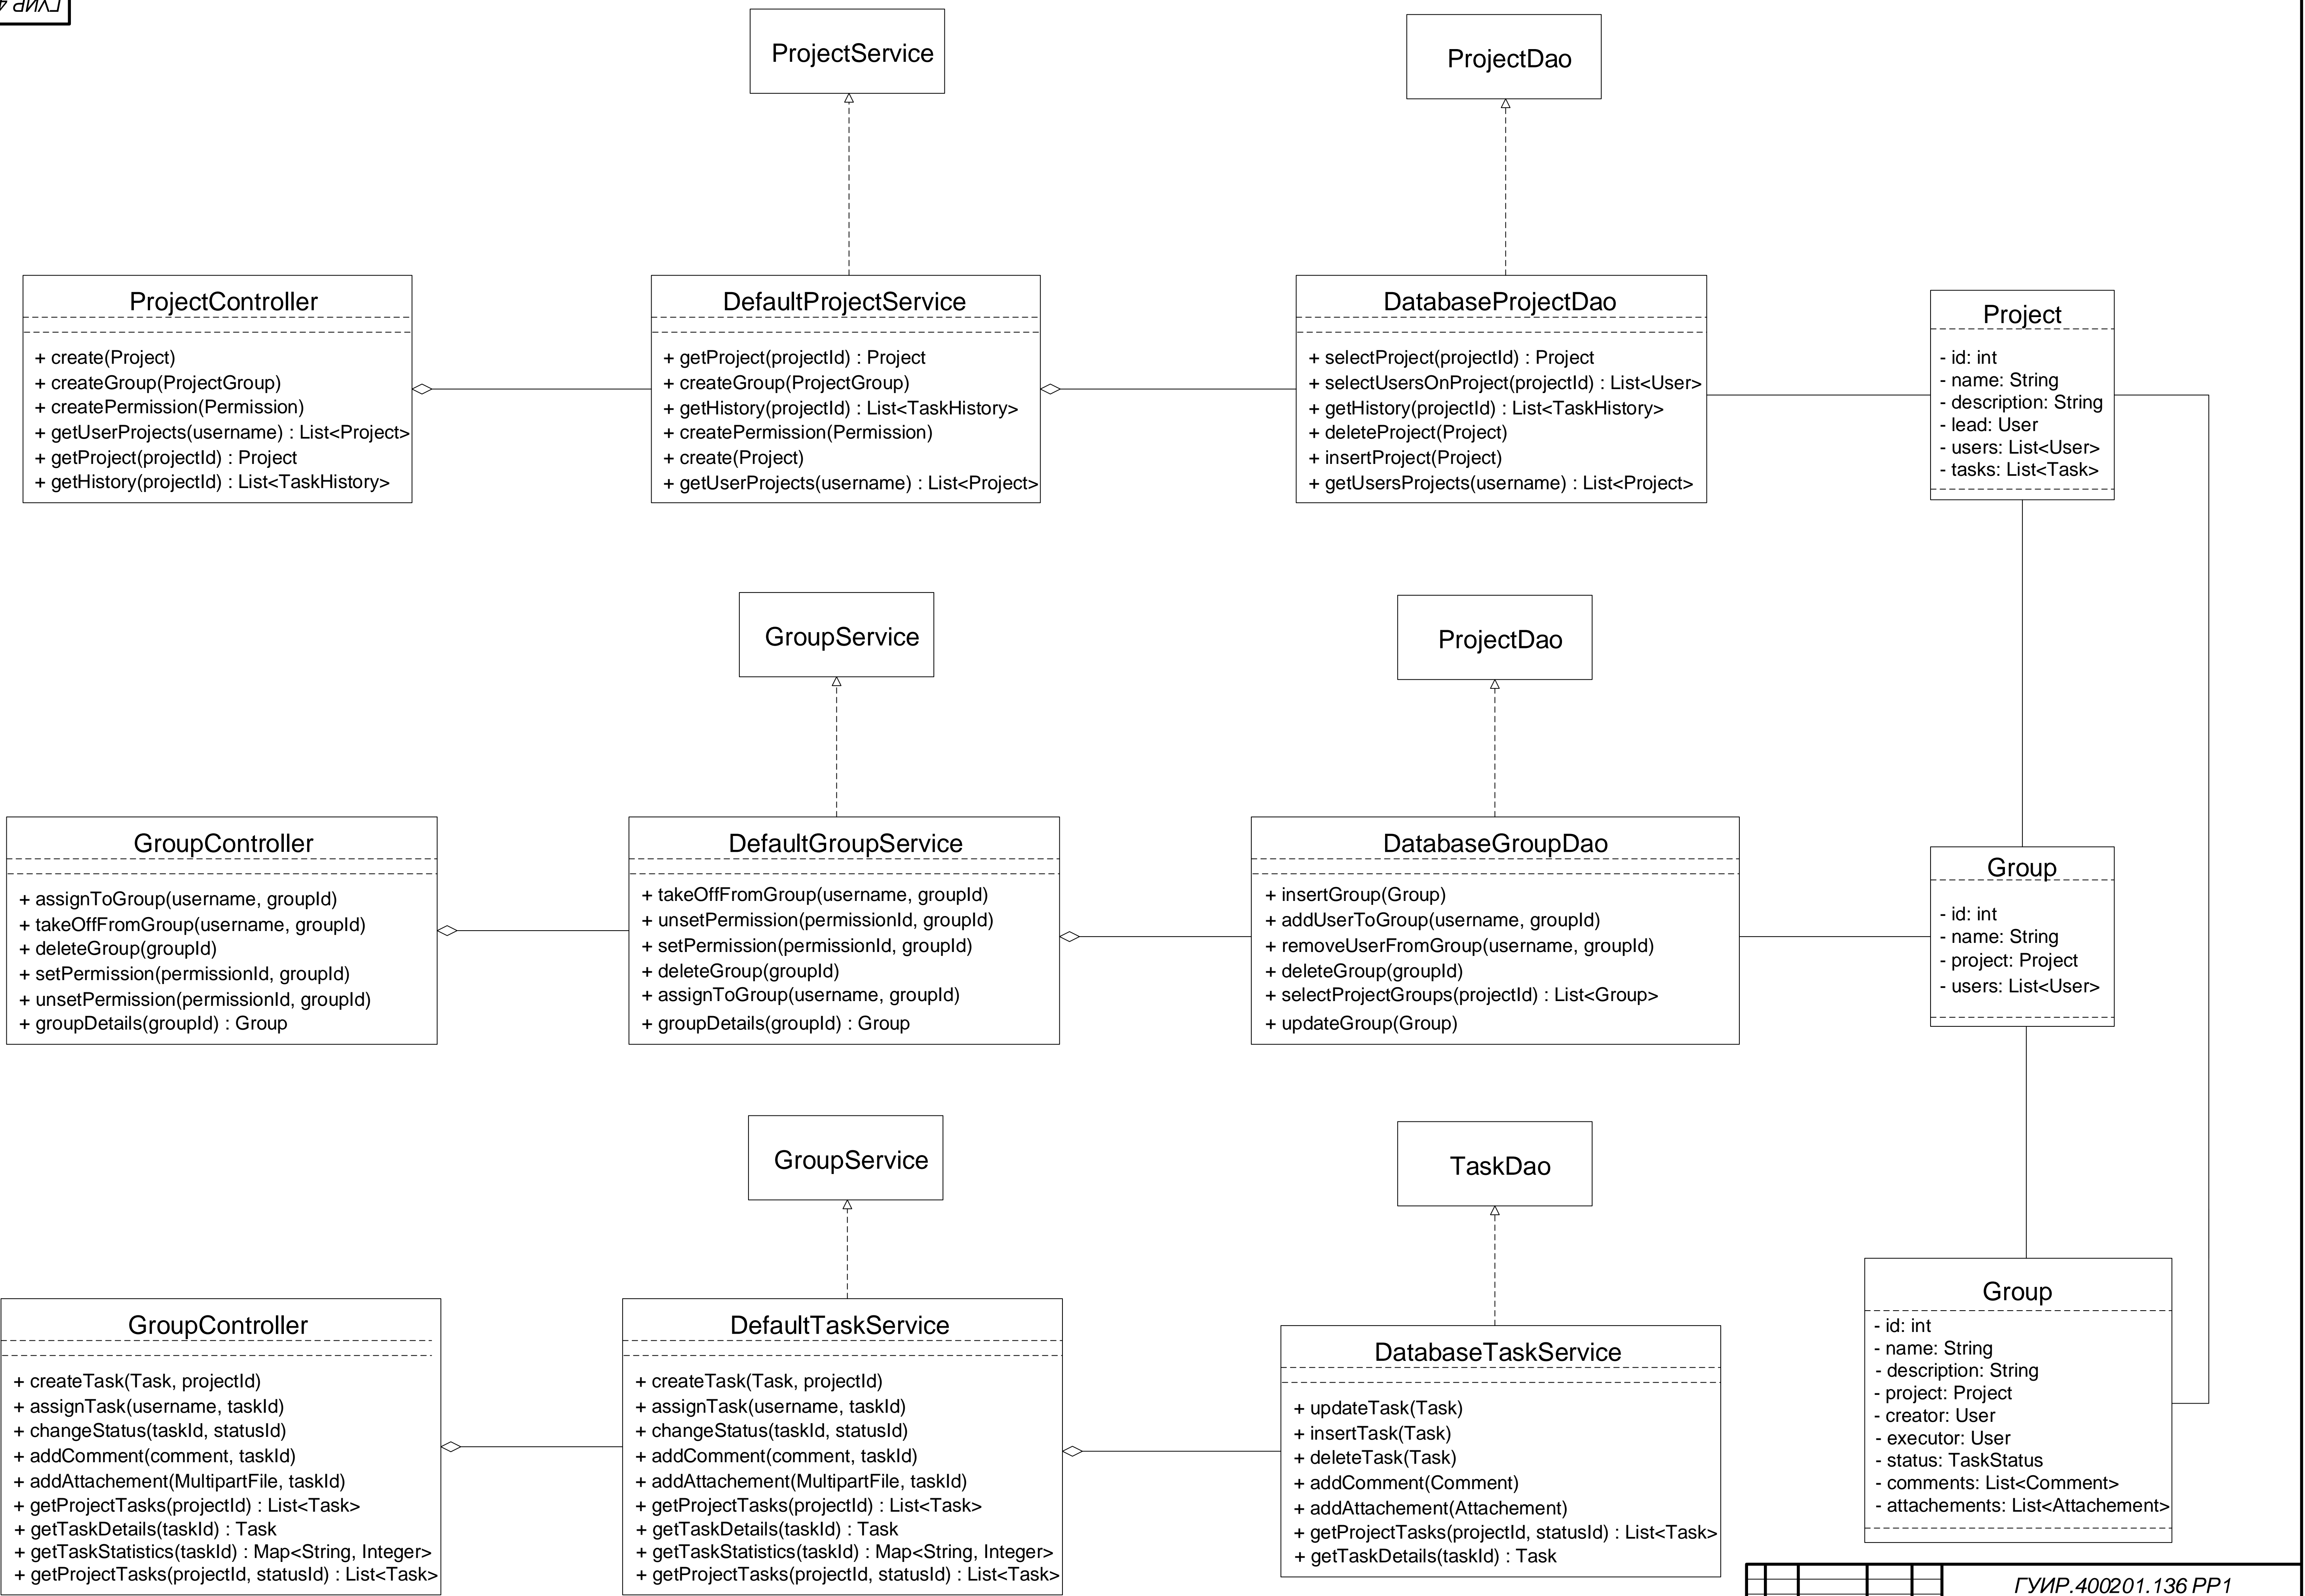 ГУИР 4
ProjectService
ProjectDao
ProjectController
+ create(Project)
+ createGroup(ProjectGroup)
+ createPermission(Permission)
+ getUserProjects(username) : List<Project>
+ getProject(projectId) : Project
+ getHistory(projectId) : List<TaskHistory>
DefaultProjectService
+ getProject(projectId) : Project
+ createGroup(ProjectGroup)
+ getHistory(projectId) : List<TaskHistory>
+ createPermission(Permission)
+ create(Project)
+ getUserProjects(username) : List<Project>
DatabaseProjectDao
+ selectProject(projectId) : Project
+ selectUsersOnProject(projectId) : List<User>
+ getHistory(projectId) : List<TaskHistory>
+ deleteProject(Project)
+ insertProject(Project)
+ getUsersProjects(username) : List<Project>
Project
- id: int
- name: String
- description: String
- lead: User
- users: List<User>
- tasks: List<Task>
GroupService
ProjectDao
GroupController
+ assignToGroup(username, groupId)
+ takeOffFromGroup(username, groupId)
+ deleteGroup(groupId)
+ setPermission(permissionId, groupId)
+ unsetPermission(permissionId, groupId)
+ groupDetails(groupId) : Group
DefaultGroupService
+ takeOffFromGroup(username, groupId)
+ unsetPermission(permissionId, groupId)
+ setPermission(permissionId, groupId)
+ deleteGroup(groupId)
+ assignToGroup(username, groupId)
+ groupDetails(groupId) : Group
DatabaseGroupDao
+ insertGroup(Group)
+ addUserToGroup(username, groupId)
+ removeUserFromGroup(username, groupId)
+ deleteGroup(groupId)
+ selectProjectGroups(projectId) : List<Group>
+ updateGroup(Group)
Group
- id: int
- name: String
- project: Project
- users: List<User>
GroupService
TaskDao
GroupController
+ createTask(Task, projectId)
+ assignTask(username, taskId)
+ changeStatus(taskId, statusId)
+ addComment(comment, taskId)
+ addAttachement(MultipartFile, taskId)
+ getProjectTasks(projectId) : List<Task>
+ getTaskDetails(taskId) : Task
+ getTaskStatistics(taskId) : Map<String, Integer>
+ getProjectTasks(projectId, statusId) : List<Task>
DefaultTaskService
+ createTask(Task, projectId)
+ assignTask(username, taskId)
+ changeStatus(taskId, statusId)
+ addComment(comment, taskId)
+ addAttachement(MultipartFile, taskId)
+ getProjectTasks(projectId) : List<Task>
+ getTaskDetails(taskId) : Task
+ getTaskStatistics(taskId) : Map<String, Integer>
+ getProjectTasks(projectId, statusId) : List<Task>
DatabaseTaskService
+ updateTask(Task)
+ insertTask(Task)
+ deleteTask(Task)
+ addComment(Comment)
+ addAttachement(Attachement)
+ getProjectTasks(projectId, statusId) : List<Task>
+ getTaskDetails(taskId) : Task
Group
- id: int
- name: String
- description: String
- project: Project
- creator: User
- executor: User
- status: TaskStatus
- comments: List<Comment>
- attachements: List<Attachement>
ГУИР.400201.136 РР1